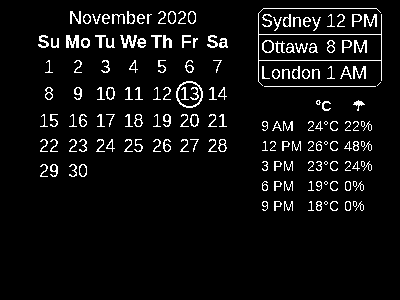 November 2020
Su Mo Tu We Th Fr Sa
1 2 3 4 5 6 7
8 9 10 11 12 13 14
15 16 17 18 19 20 21
22 23 24 25 26 27 28
29 30
Sydney 12 PM
Ottawa 8 PM
London 1 AM
°C ☂
9 AM 24°C 22%
12 PM 26°C 48%
3 PM 23°C 24%
6 PM 19°C 0%
9 PM 18°C 0%